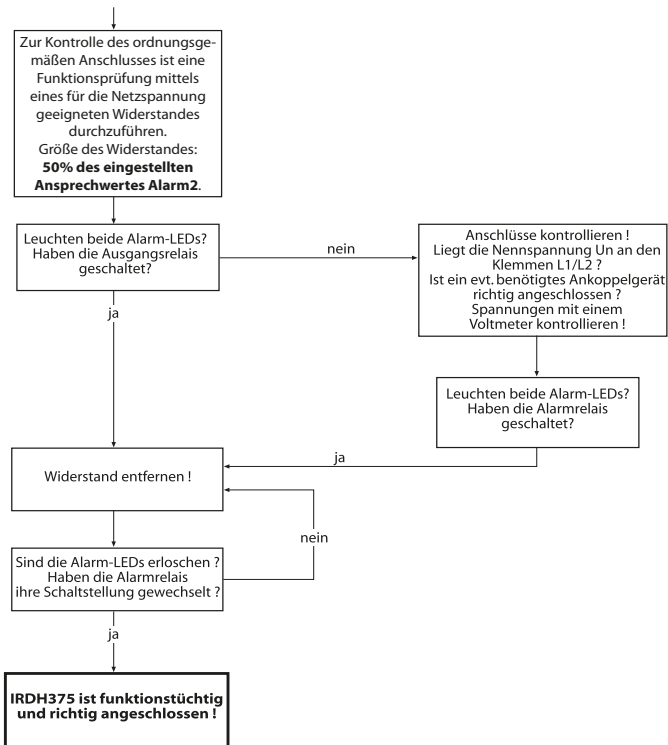 Zur Kontrolle des ordnungsge-
mäßen Anschlusses ist eine
Funktionsprüfung mittels
eines für die Netzspannung
geeigneten Widerstandes
durchzuführen.
Größe des Widerstandes:
50% des eingestellten
Ansprechwertes Alarm2.
Leuchten beide Alarm-LEDs?
Haben die Ausgangsrelais
geschaltet?
nein
Anschlüsse kontrollieren !
Liegt die Nennspannung Un an den
Klemmen L1/L2 ?
Ist ein evt. benötigtes Ankoppelgerät
richtig angeschlossen ?
Spannungen mit einem
Voltmeter kontrollieren !
ja
Leuchten beide Alarm-LEDs?
Haben die Alarmrelais
geschaltet?
ja
Widerstand entfernen !
nein
Sind die Alarm-LEDs erloschen ?
Haben die Alarmrelais
ihre Schaltstellung gewechselt ?
ja
IRDH375 ist funktionstüchtig
und richtig angeschlossen !